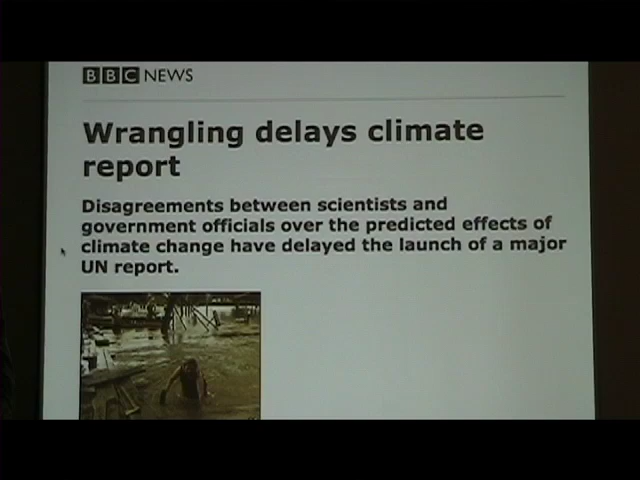 BBC NEWS
Wrangling delays climate
report
Disagreements between scientists and
government officials over the predicted effects of
climate change have delayed the launch of a major
UN report.